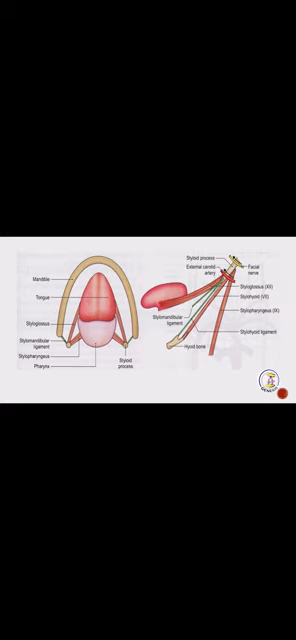 Mandible
Tongue
Styloglossus
Stylomandibular
ligament
Stylopharyngeus
Pharynx
Styloid
process
Styloid process
External carotid
artery
Facial
nerve
Styloglossus (XII)
Stylohyoid (VII)
Stylopharyngeus (IX)
Stylomandibular
ligament
Stylohyoid ligament
Hyoid bone
GENESIS